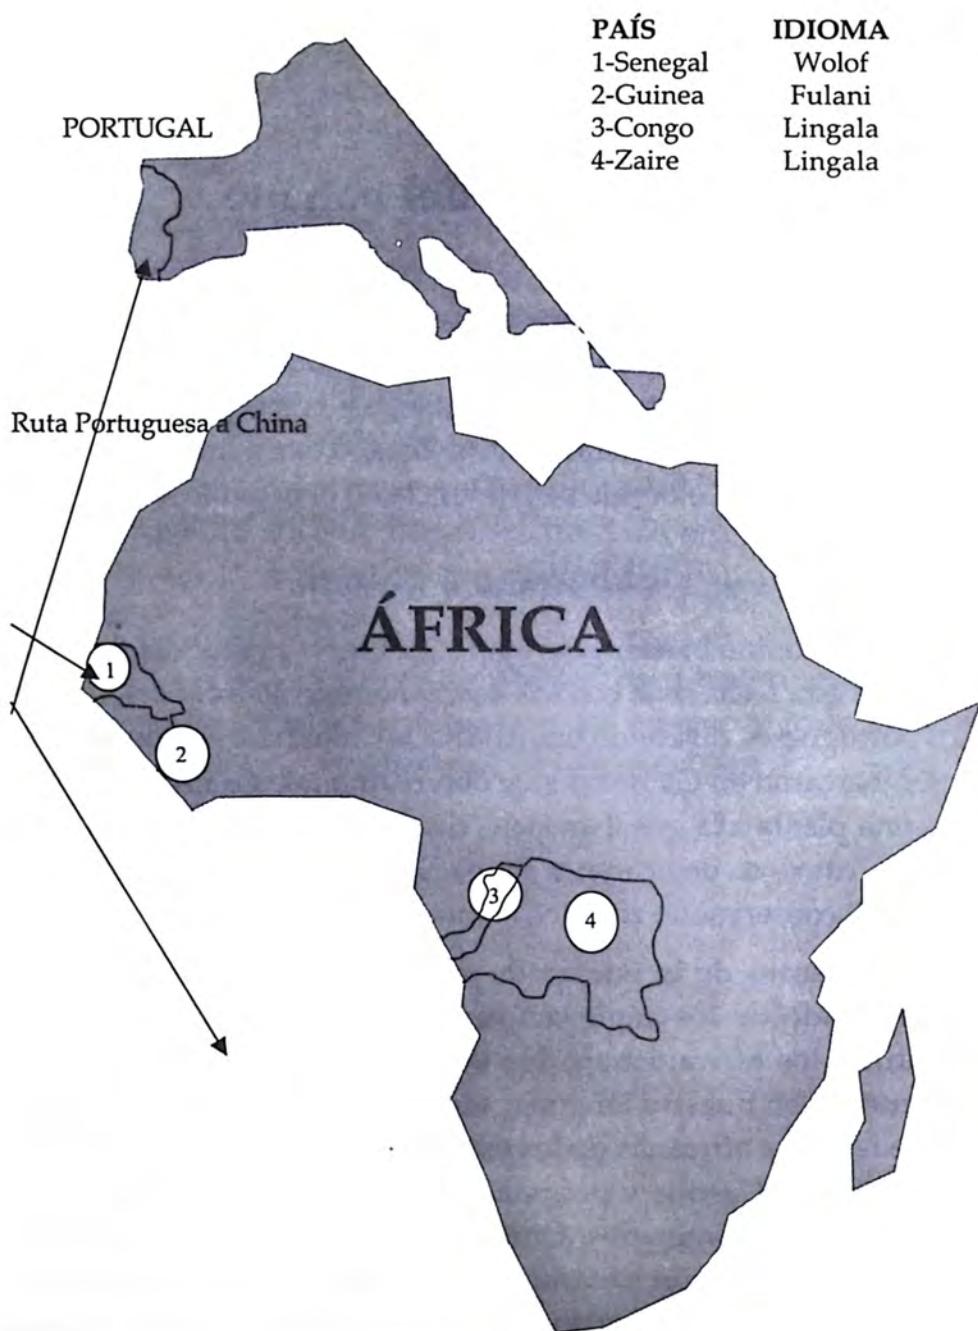 PAÍS IDIOMA
1-Senegal Wolof
2-Guinea Fulani
3-Congo Lingala
4-Zaire Lingala
PORTUGAL
Ruta Portuguesa a China
ÁFRICA
1
2
3
4